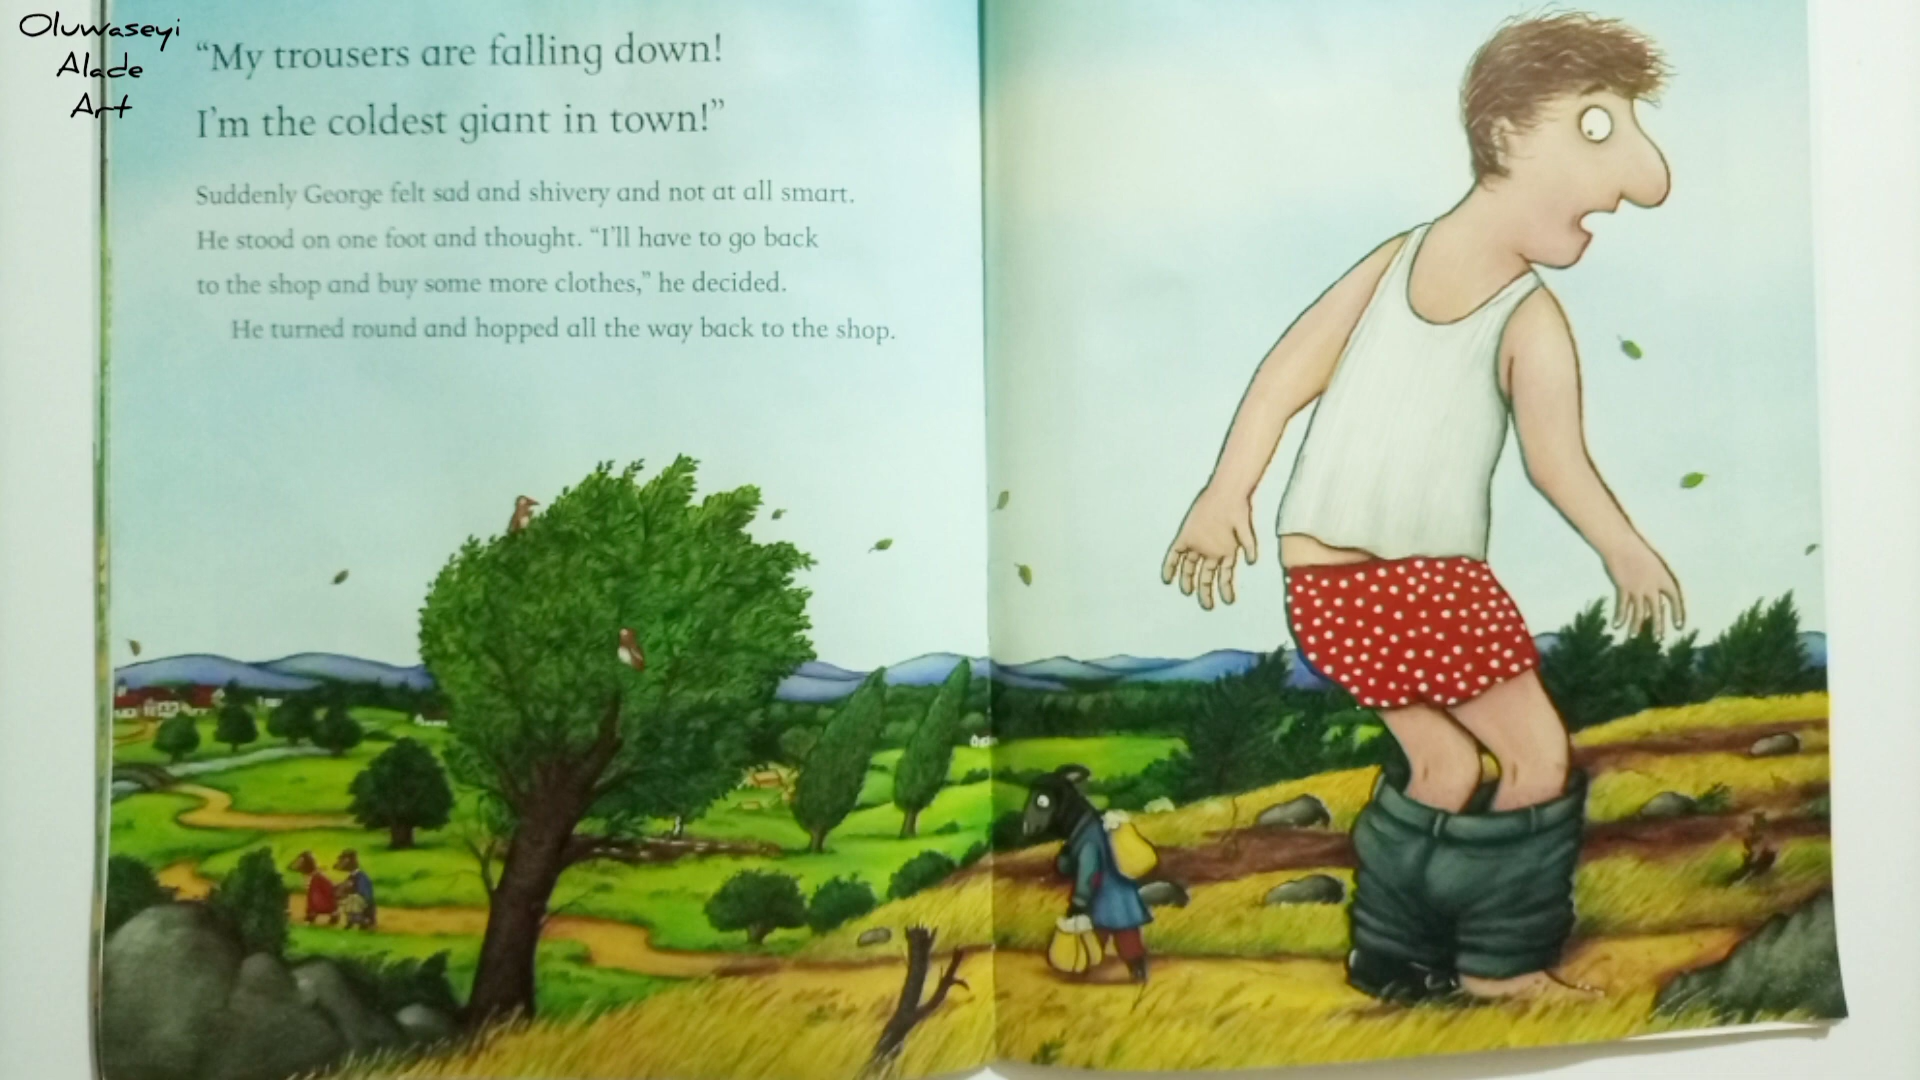 Oluwaseyi
Alade
Art
“My trousers are falling down!
I’m the coldest giant in town!”
Suddenly George felt sad and shivery and not at all smart.
He stood on one foot and thought. “I’ll have to go back
to the shop and buy some more clothes,” he decided.
He turned round and hopped all the way back to the shop.